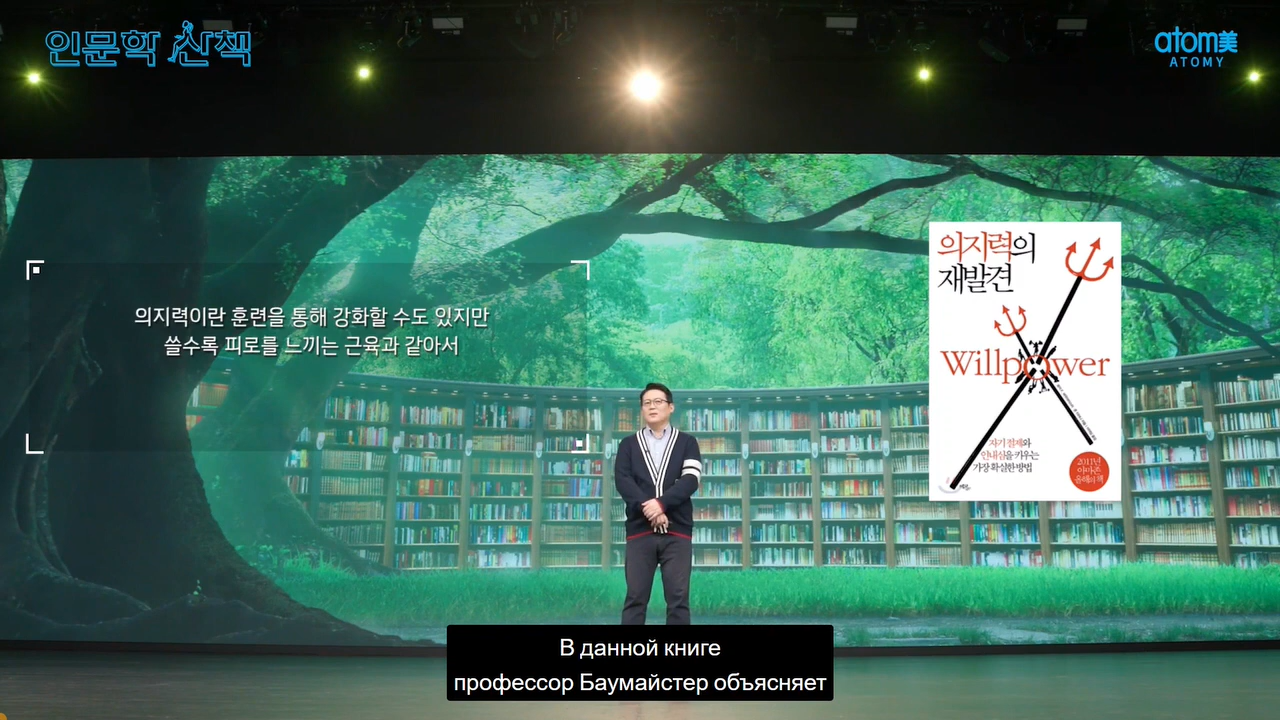 인문학 산책
atom美
ATOMY
의지력의
재발견
Willpower
자기 절제와
인내심을 키우는
가장 확실한 방법
2011년
아마존
올해의 책
의지력이란 훈련을 통해 강화할 수도 있지만
쓸수록 피로를 느끼는 근육과 같아서
В данной книге
профессор Баумайстер объясняет